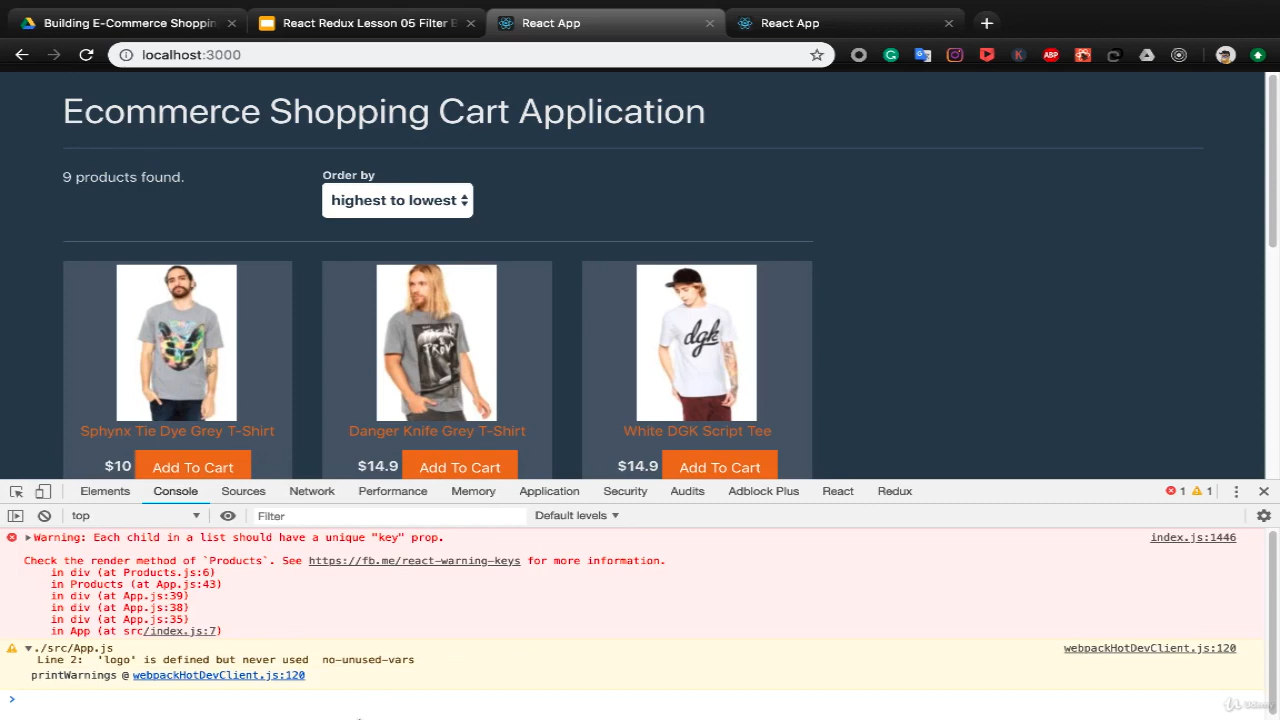 Building E-Commerce Shoppin
React Redux Lesson 05 Filter B
React App
React App
localhost:3000
Ecommerce Shopping Cart Application
9 products found.
Order by
highest to lowest
dgk
Sphynx Tie Dye Grey T-Shirt
Danger Knife Grey T-Shirt
White DGK Script Tee
$10 Add To Cart
$14.9 Add To Cart
$14.9 Add To Cart
Elements Console Sources Network Performance Memory Application Security Audits Adblock Plus React Redux 1 1
top Filter Default levels
Warning: Each child in a list should have a unique "key" prop. index.js:1446
Check the render method of `Products`. See https://fb.me/react-warning-keys for more information.
in div (at Products.js:6)
in Products (at App.js:43)
in div (at App.js:39)
in div (at App.js:38)
in div (at App.js:35)
in App (at src/index.js:7)
./src/App.js webpackHotDevClient.js:120
Line 2: 'logo' is defined but never used no-unused-vars
printWarnings @ webpackHotDevClient.js:120
>
Udemy